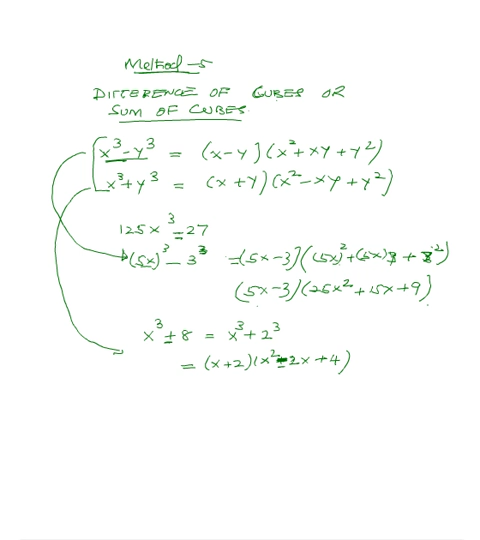 Method - 5
DIFFERENCE OF CUBES OR
SUM OF CUBES.
x³ - y³ = (x - y) (x² + xy + y²)
x³ + y³ = (x + y) (x² - xy + y²)
125x³ - 27
(5x)³ - 3³ = (5x - 3) ((5x)² + (5x)3 + 3²)
(5x - 3) (25x² + 15x + 9)
x³ + 8 = x³ + 2³
= (x + 2) (x² - 2x + 4)